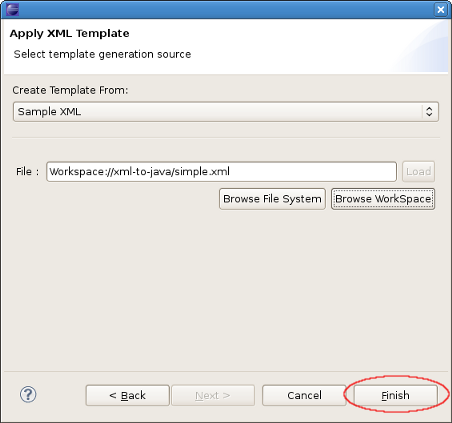 Apply XML Template
Select template generation source
Create Template From:
Sample XML
File : Workspace://xml-to-java/simple.xml Load
Browse File System Browse WorkSpace
? < Back Next > Cancel Finish